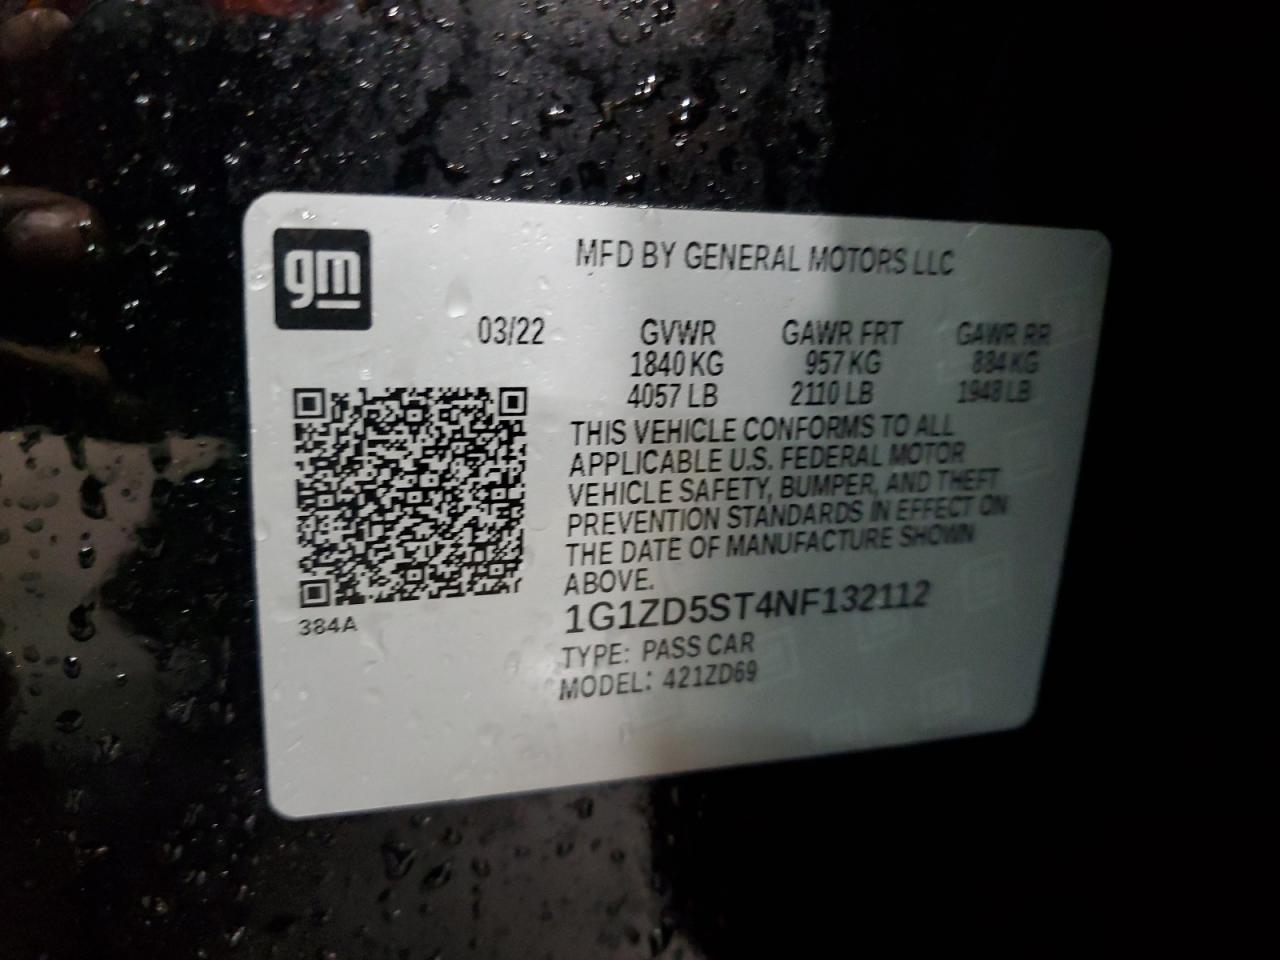 gm
MFD BY GENERAL MOTORS LLC
03/22 GVWR GAWR FRT GAWR RR
1840 KG 957 KG 884 KG
4057 LB 2110 LB 1948 LB
THIS VEHICLE CONFORMS TO ALL
APPLICABLE U.S. FEDERAL MOTOR
VEHICLE SAFETY, BUMPER, AND THEFT
PREVENTION STANDARDS IN EFFECT ON
THE DATE OF MANUFACTURE SHOWN
ABOVE.
1G1ZD5ST4NF132112
384A
TYPE: PASS CAR
MODEL: 421ZD69